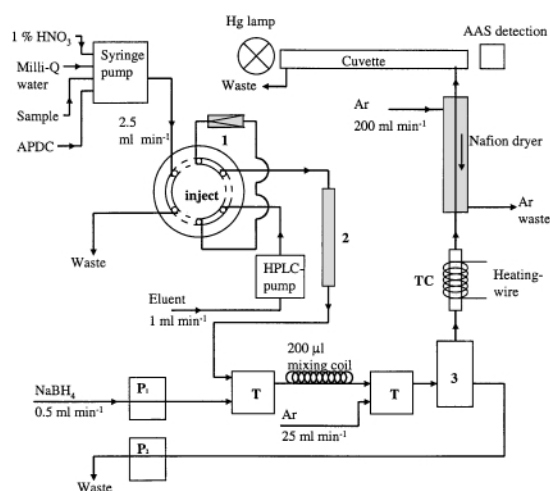 1 % HNO₃
Milli-Q
water
Sample
APDC
Syringe
pump
2.5
ml min⁻¹
Hg lamp
AAS detection
Cuvette
Waste
Ar
200 ml min⁻¹
Nafion dryer
Ar
waste
1
inject
2
Waste
HPLC-
pump
Eluent
1 ml min⁻¹
TC
Heating-
wire
200 µl
mixing coil
NaBH₄
0.5 ml min⁻¹
P₁
T
Ar
25 ml min⁻¹
T
3
P₁
Waste